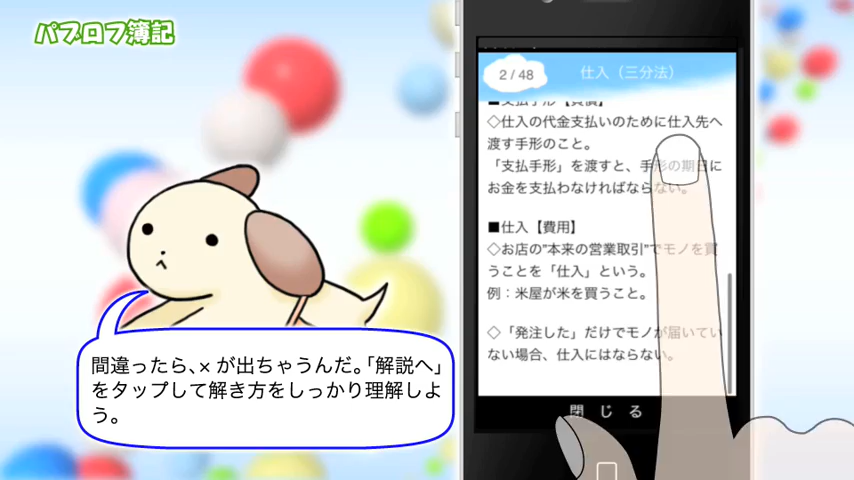 パブロフ簿記
2 / 48
仕入（三分法）
■支払手形【負債】
◇仕入の代金支払いのために仕入先へ
渡す手形のこと。
「支払手形」を渡すと、手形の期日に
お金を支払わなければならない。
■仕入【費用】
◇お店の"本来の営業取引"でモノを買
うことを「仕入」という。
例：米屋が米を買うこと。
◇「発注した」だけでモノが届いてい
ない場合、仕入にはならない。
閉じる
間違ったら、×が出ちゃうんだ。「解説へ」
をタップして解き方をしっかり理解しよ
う。